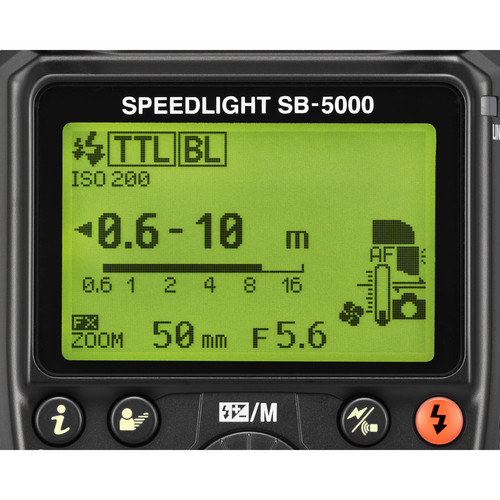 SPEEDLIGHT SB-5000
TTL BL
ISO 200
0.6 - 10 m
AF
0.6 1 2 4 8 16
FX
ZOOM 50 mm F 5.6
i /M